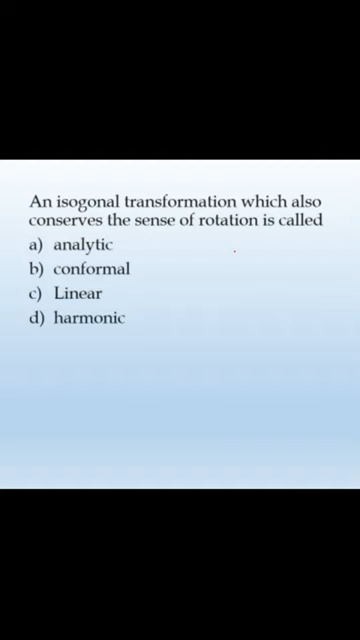 An isogonal transformation which also
conserves the sense of rotation is called
a) analytic
b) conformal
c) Linear
d) harmonic